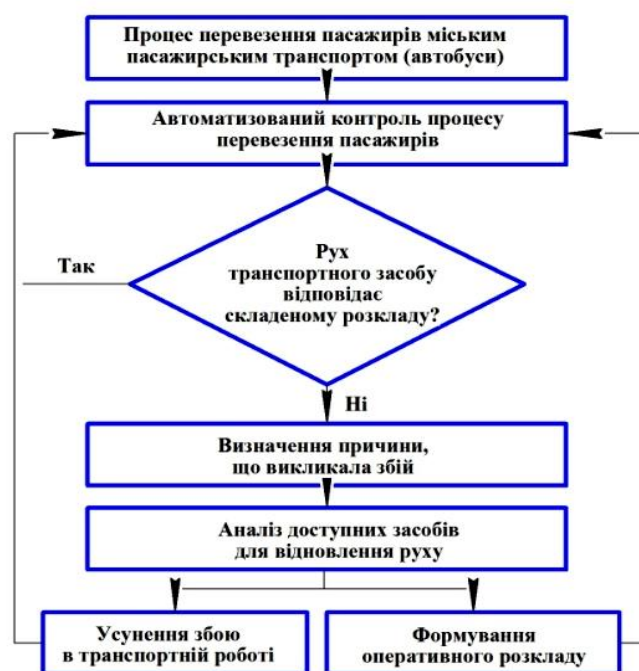 Процес перевезення пасажирів міським
пасажирським транспортом (автобуси)
Автоматизований контроль процесу
перевезення пасажирів
Рух
транспортного засобу
відповідає
складеному розкладу?
Так
Ні
Визначення причини,
що викликала збій
Аналіз доступних засобів
для відновлення руху
Усунення збою
в транспортній роботі
Формування
оперативного розкладу